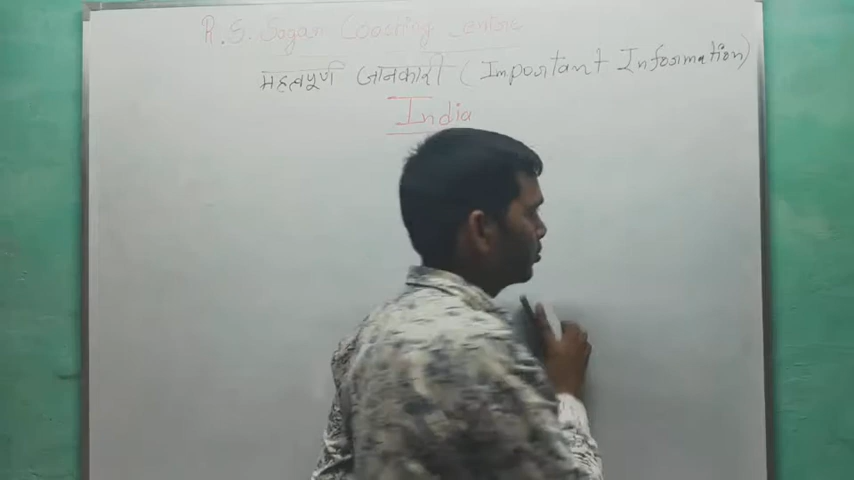 R.S. Sagar Coaching centre
महत्वपूर्ण जानकारी (Important Information)
India